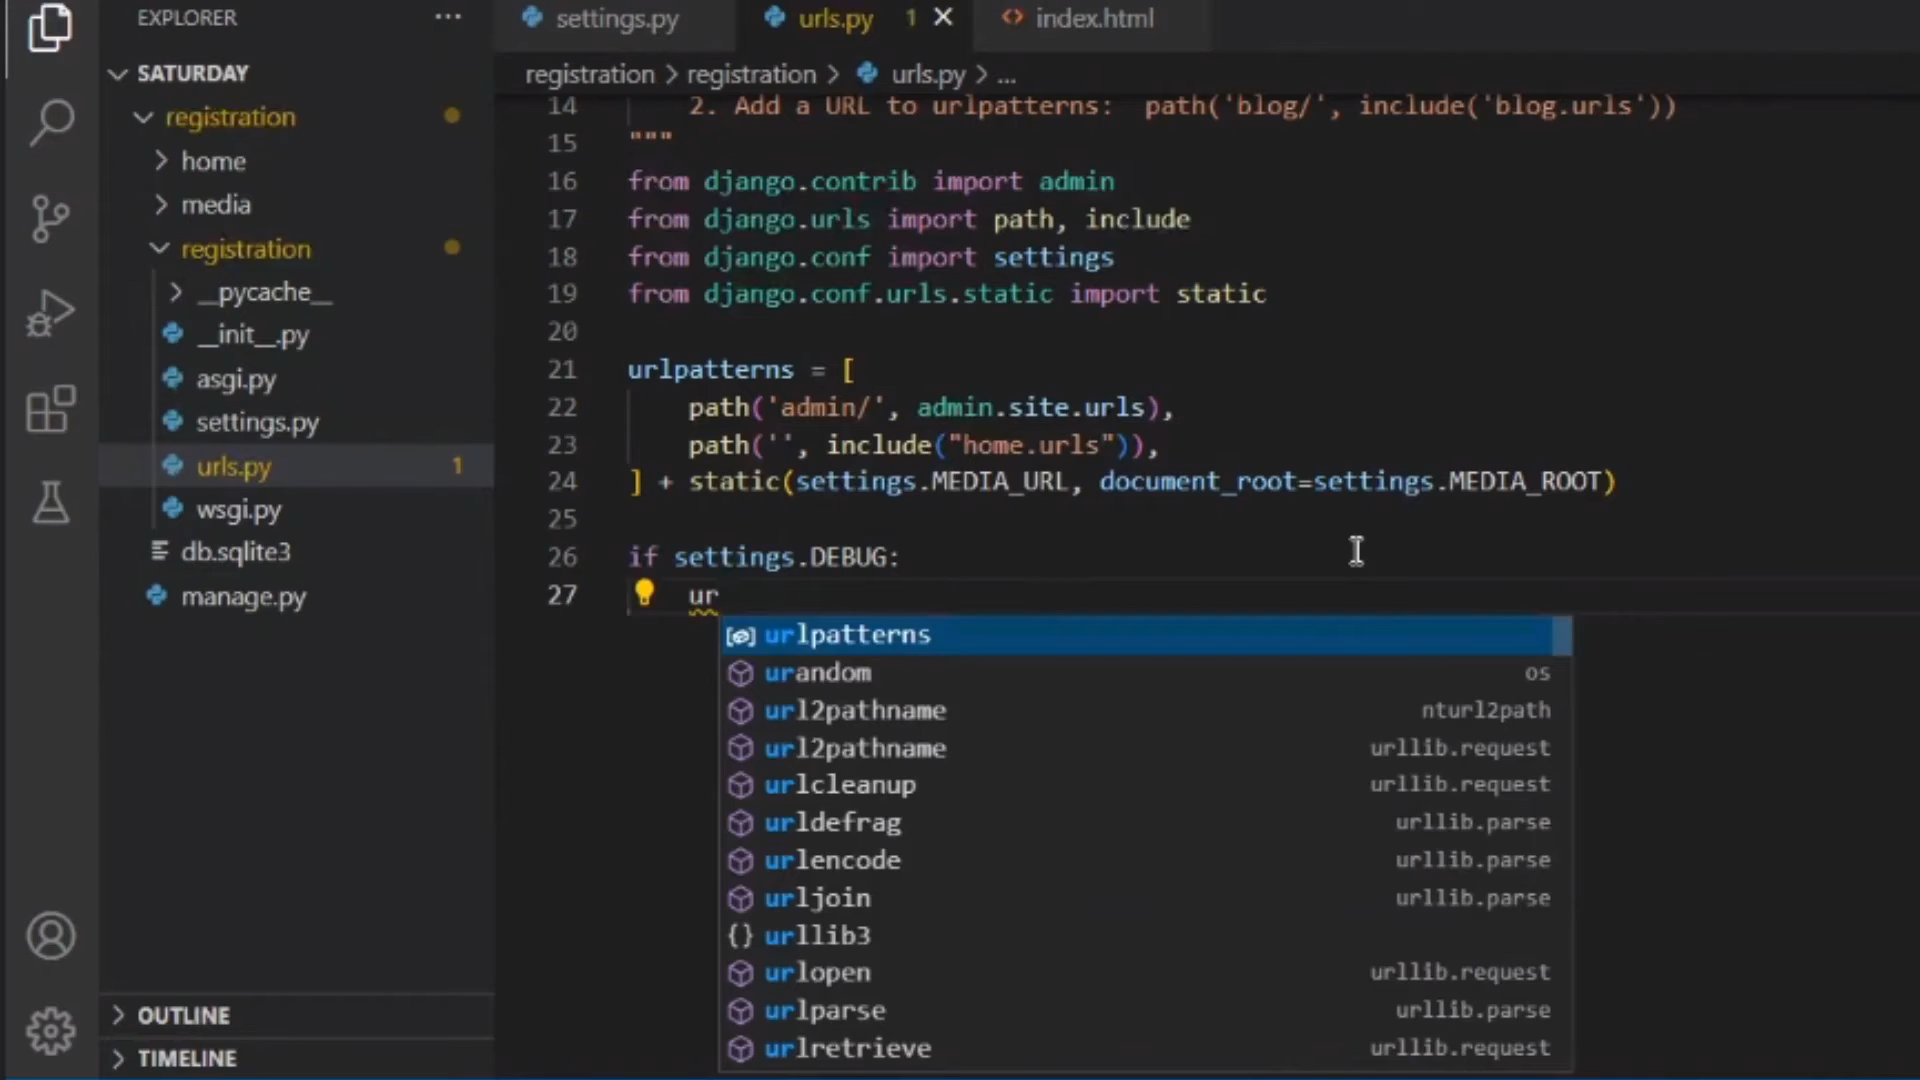 EXPLORER
SATURDAY
registration
home
media
registration
__pycache__
__init__.py
asgi.py
settings.py
urls.py 1
wsgi.py
db.sqlite3
manage.py
OUTLINE
TIMELINE
settings.py
urls.py 1
index.html
registration > registration > urls.py > ...
14 2. Add a URL to urlpatterns: path('blog/', include('blog.urls'))
15 """
16 from django.contrib import admin
17 from django.urls import path, include
18 from django.conf import settings
19 from django.conf.urls.static import static
20
21 urlpatterns = [
22 path('admin/', admin.site.urls),
23 path('', include("home.urls")),
24 ] + static(settings.MEDIA_URL, document_root=settings.MEDIA_ROOT)
25
26 if settings.DEBUG:
27 ur
urlpatterns
urandom os
url2pathname nturl2path
url2pathname urllib.request
urlcleanup urllib.request
urldefrag urllib.parse
urlencode urllib.parse
urljoin urllib.parse
{} urllib3
urlopen urllib.request
urlparse urllib.parse
urlretrieve urllib.request